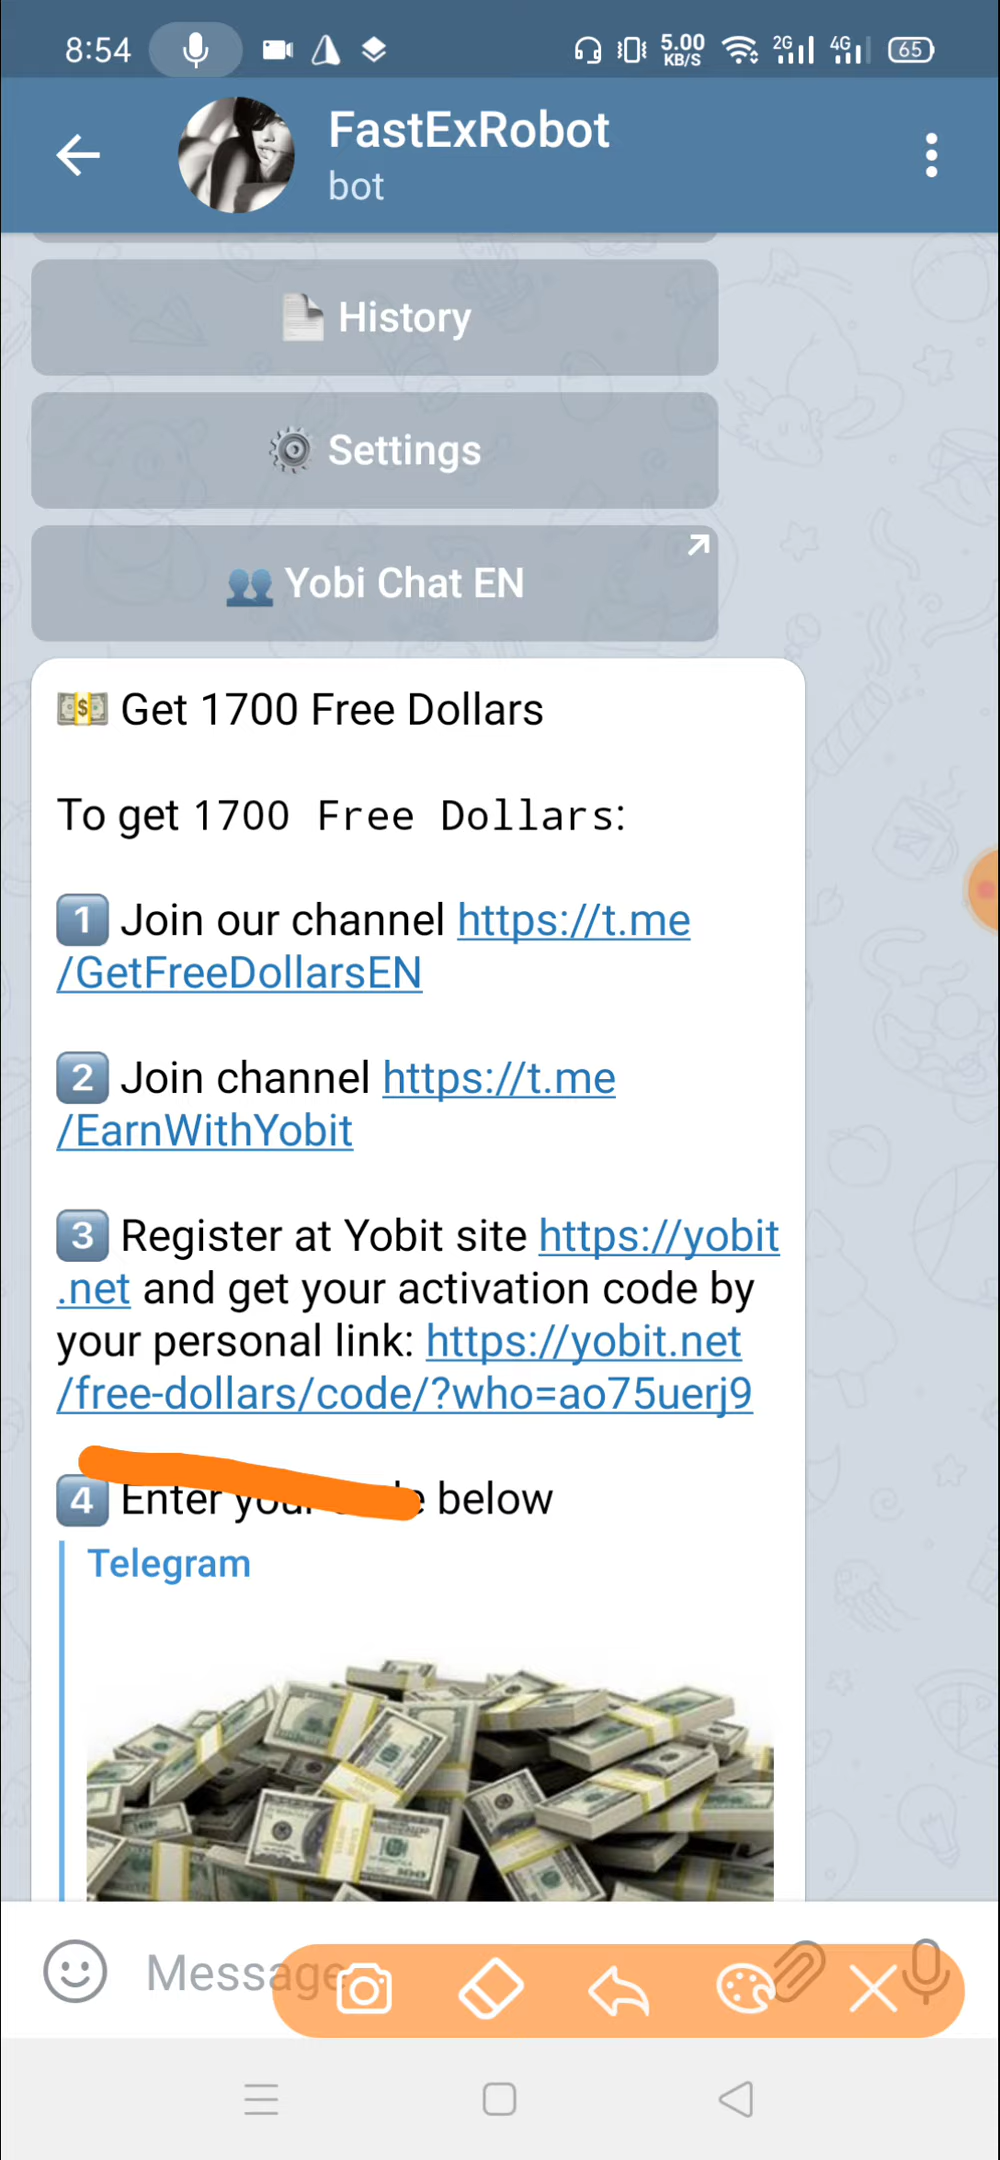 8:54
5.00
KB/S
2G
4G
65
FastExRobot
bot
History
Settings
Yobi Chat EN
Get 1700 Free Dollars
To get 1700 Free Dollars:
1 Join our channel https://t.me
/GetFreeDollarsEN
2 Join channel https://t.me
/EarnWithYobit
3 Register at Yobit site https://yobit
.net and get your activation code by
your personal link: https://yobit.net
/free-dollars/code/?who=ao75uerj9
4 Enter your below
Telegram
Message